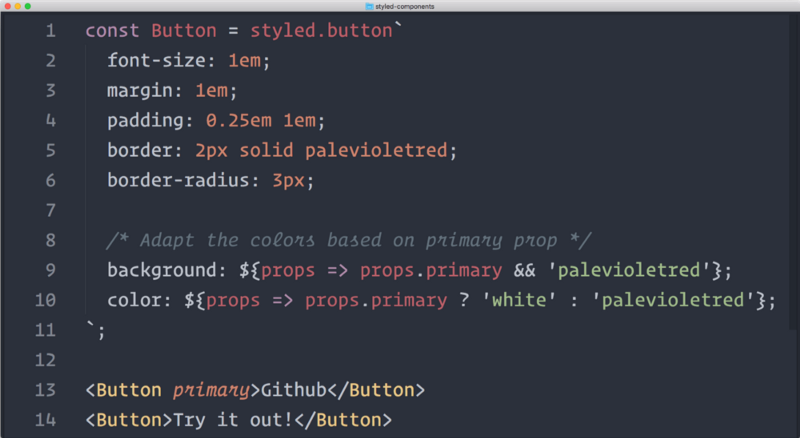 styled-components
1 const Button = styled.button`
2   font-size: 1em;
3   margin: 1em;
4   padding: 0.25em 1em;
5   border: 2px solid palevioletred;
6   border-radius: 3px;
7
8   /* Adapt the colors based on primary prop */
9   background: ${props => props.primary && 'palevioletred'};
10   color: ${props => props.primary ? 'white' : 'palevioletred'};
11 `;
12
13 <Button primary>Github</Button>
14 <Button>Try it out!</Button>